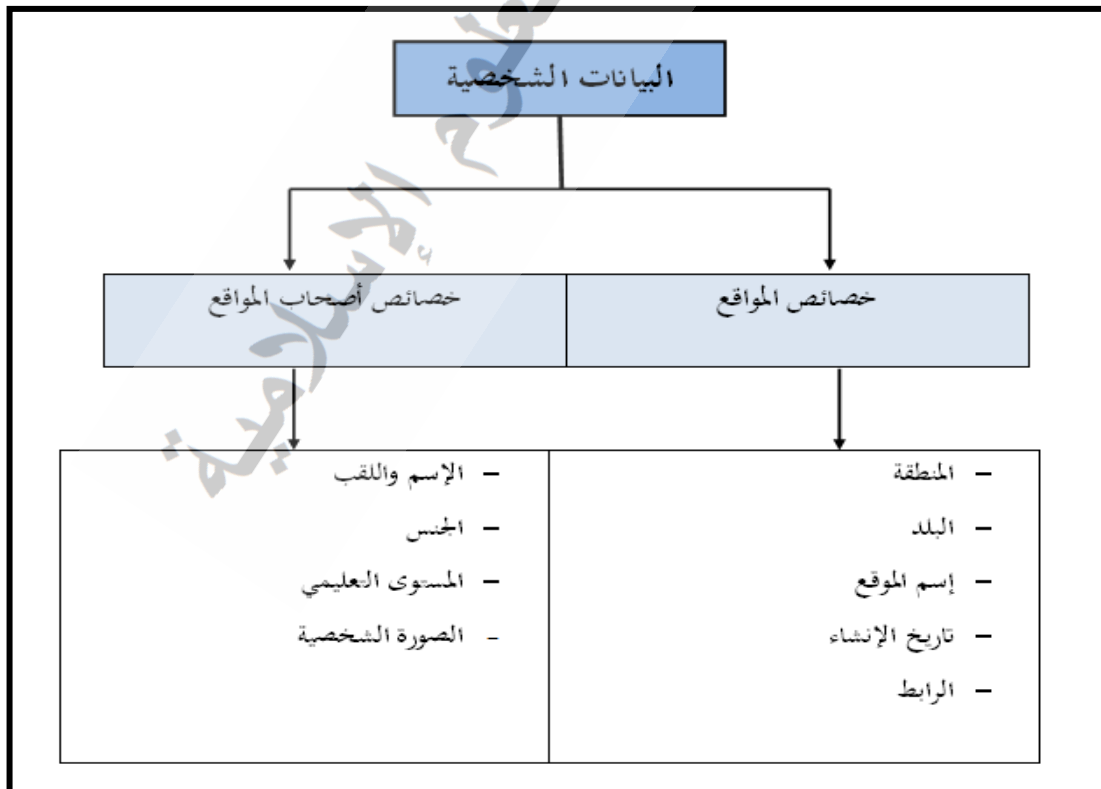 البيانات الشخصية
خصائص المواقع
خصائص أصحاب المواقع
– المنطقة
– البلد
– إسم الموقع
– تاريخ الإنشاء
– الرابط
– الإسم واللقب
– الجنس
– المستوى التعليمي
- الصورة الشخصية
الإسلامية